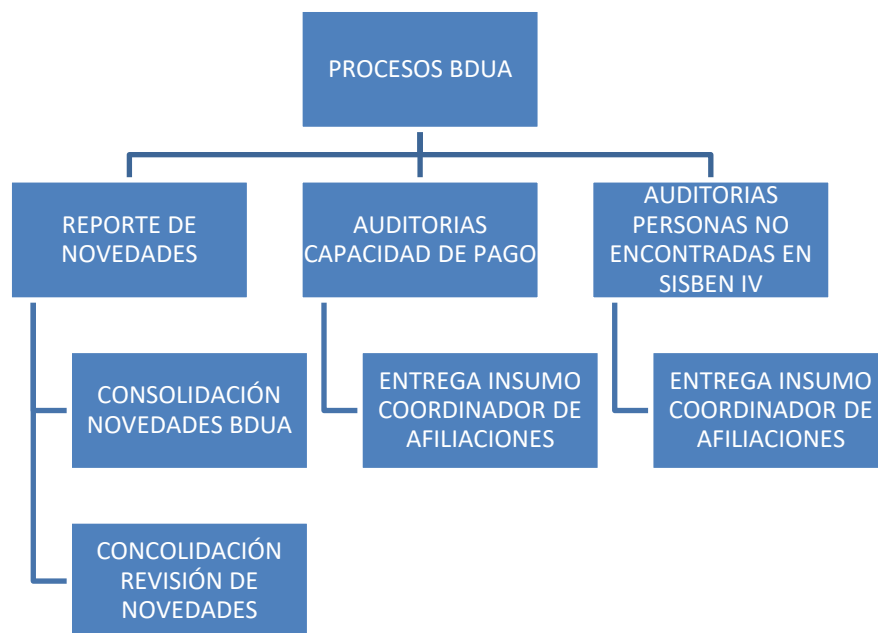 PROCESOS BDUA
REPORTE DE
NOVEDADES
AUDITORIAS
CAPACIDAD DE PAGO
AUDITORIAS
PERSONAS NO
ENCONTRADAS EN
SISBEN IV
CONSOLIDACIÓN
NOVEDADES BDUA
ENTREGA INSUMO
COORDINADOR DE
AFILIACIONES
ENTREGA INSUMO
COORDINADOR DE
AFILIACIONES
CONCOLIDACIÓN
REVISIÓN DE
NOVEDADES